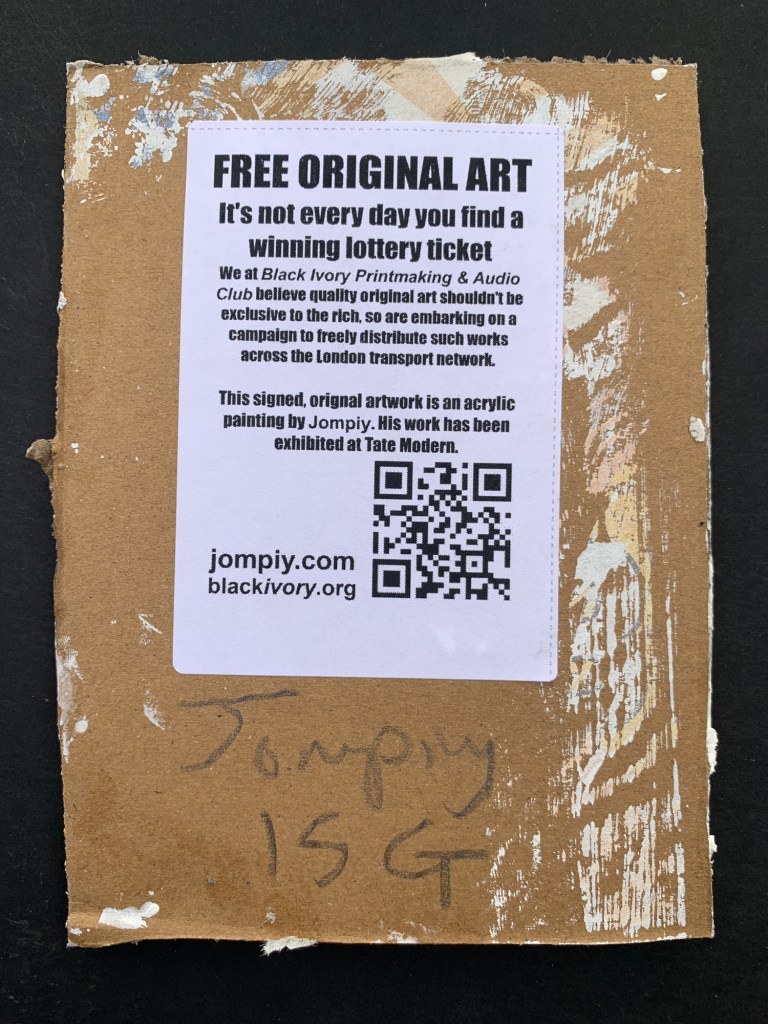 FREE ORIGINAL ART
It's not every day you find a
winning lottery ticket
We at Black Ivory Printmaking & Audio
Club believe quality original art shouldn't be
exclusive to the rich, so are embarking on a
campaign to freely distribute such works
across the London transport network.
This signed, orignal artwork is an acrylic
painting by Jompiy. His work has been
exhibited at Tate Modern.
jompiy.com
blackivory.org
Jompiy
IS G